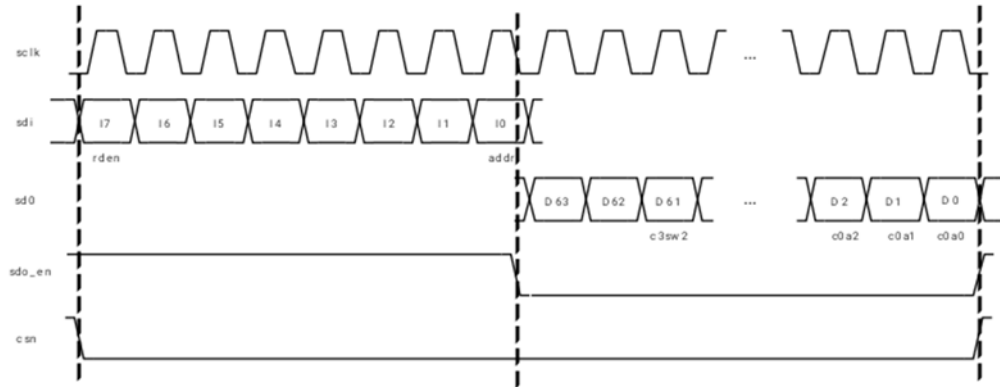 sclk ...
sdi I7 I6 I5 I4 I3 I2 I1 I0
rden addr
sd0 D63 D62 D61 ... D2 D1 D0
c3sw2 c0a2 c0a1 c0a0
sdo_en
csn